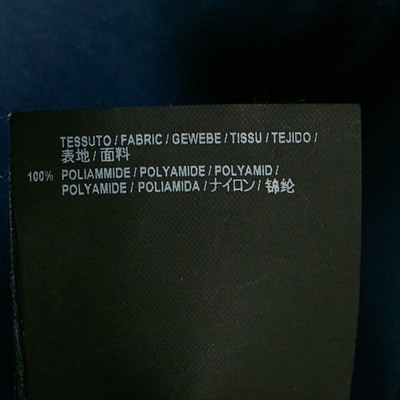 TESSUTO / FABRIC / GEWEBE / TISSU / TEJIDO /
表地 / 面料
100% POLIAMMIDE / POLYAMIDE / POLYAMID /
POLYAMIDE / POLIAMIDA / ナイロン / 锦纶